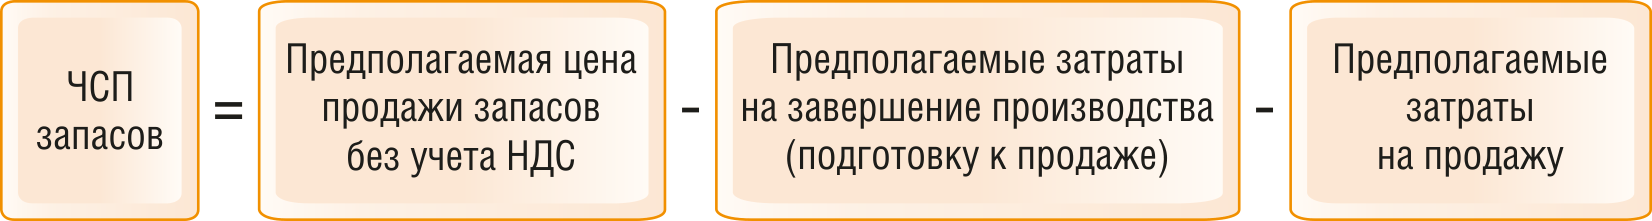 ЧСП
запасов
=
Предполагаемая цена
продажи запасов
без учета НДС
-
Предполагаемые затраты
на завершение производства
(подготовку к продаже)
-
Предполагаемые
затраты
на продажу